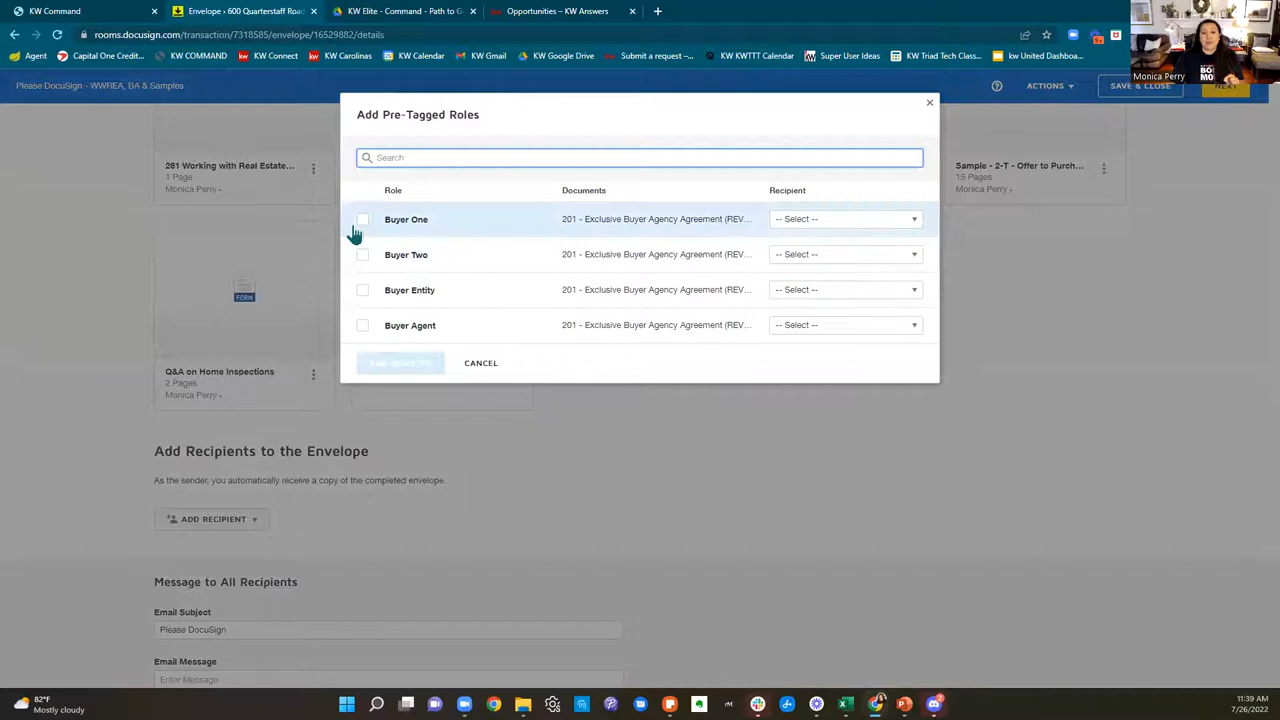 KW Command
Envelope › 600 Quarterstaff Roa
KW Elite - Command - Path to G
Opportunities – KW Answers
rooms.docusign.com/transaction/7318585/envelope/16529882/details
Agent
Capital One Credit...
KW COMMAND
KW Connect
KW Carolinas
KW Calendar
KW Gmail
KW Google Drive
Submit a request –...
KW KWTTT Calendar
Super User Ideas
KW Triad Tech Class...
kw United Dashboa...
Monica Perry
Please DocuSign - WWREA, BA & Samples
ACTIONS
SAVE & CLOSE
NEXT
Add Pre-Tagged Roles
Search
Role
Documents
Recipient
Buyer One
201 - Exclusive Buyer Agency Agreement (REV...
-- Select --
Buyer Two
201 - Exclusive Buyer Agency Agreement (REV...
-- Select --
Buyer Entity
201 - Exclusive Buyer Agency Agreement (REV...
-- Select --
Buyer Agent
201 - Exclusive Buyer Agency Agreement (REV...
-- Select --
CANCEL
261 Working with Real Estate...
1 Page
Monica Perry
Sample - 2-T - Offer to Purch...
15 Pages
Monica Perry
FORM
Q&A on Home Inspections
2 Pages
Monica Perry
Add Recipients to the Envelope
As the sender, you automatically receive a copy of the completed envelope.
ADD RECIPIENT
Message to All Recipients
Email Subject
Please DocuSign
Email Message
Enter Message
82°F
Mostly cloudy
11:39 AM
7/26/2022